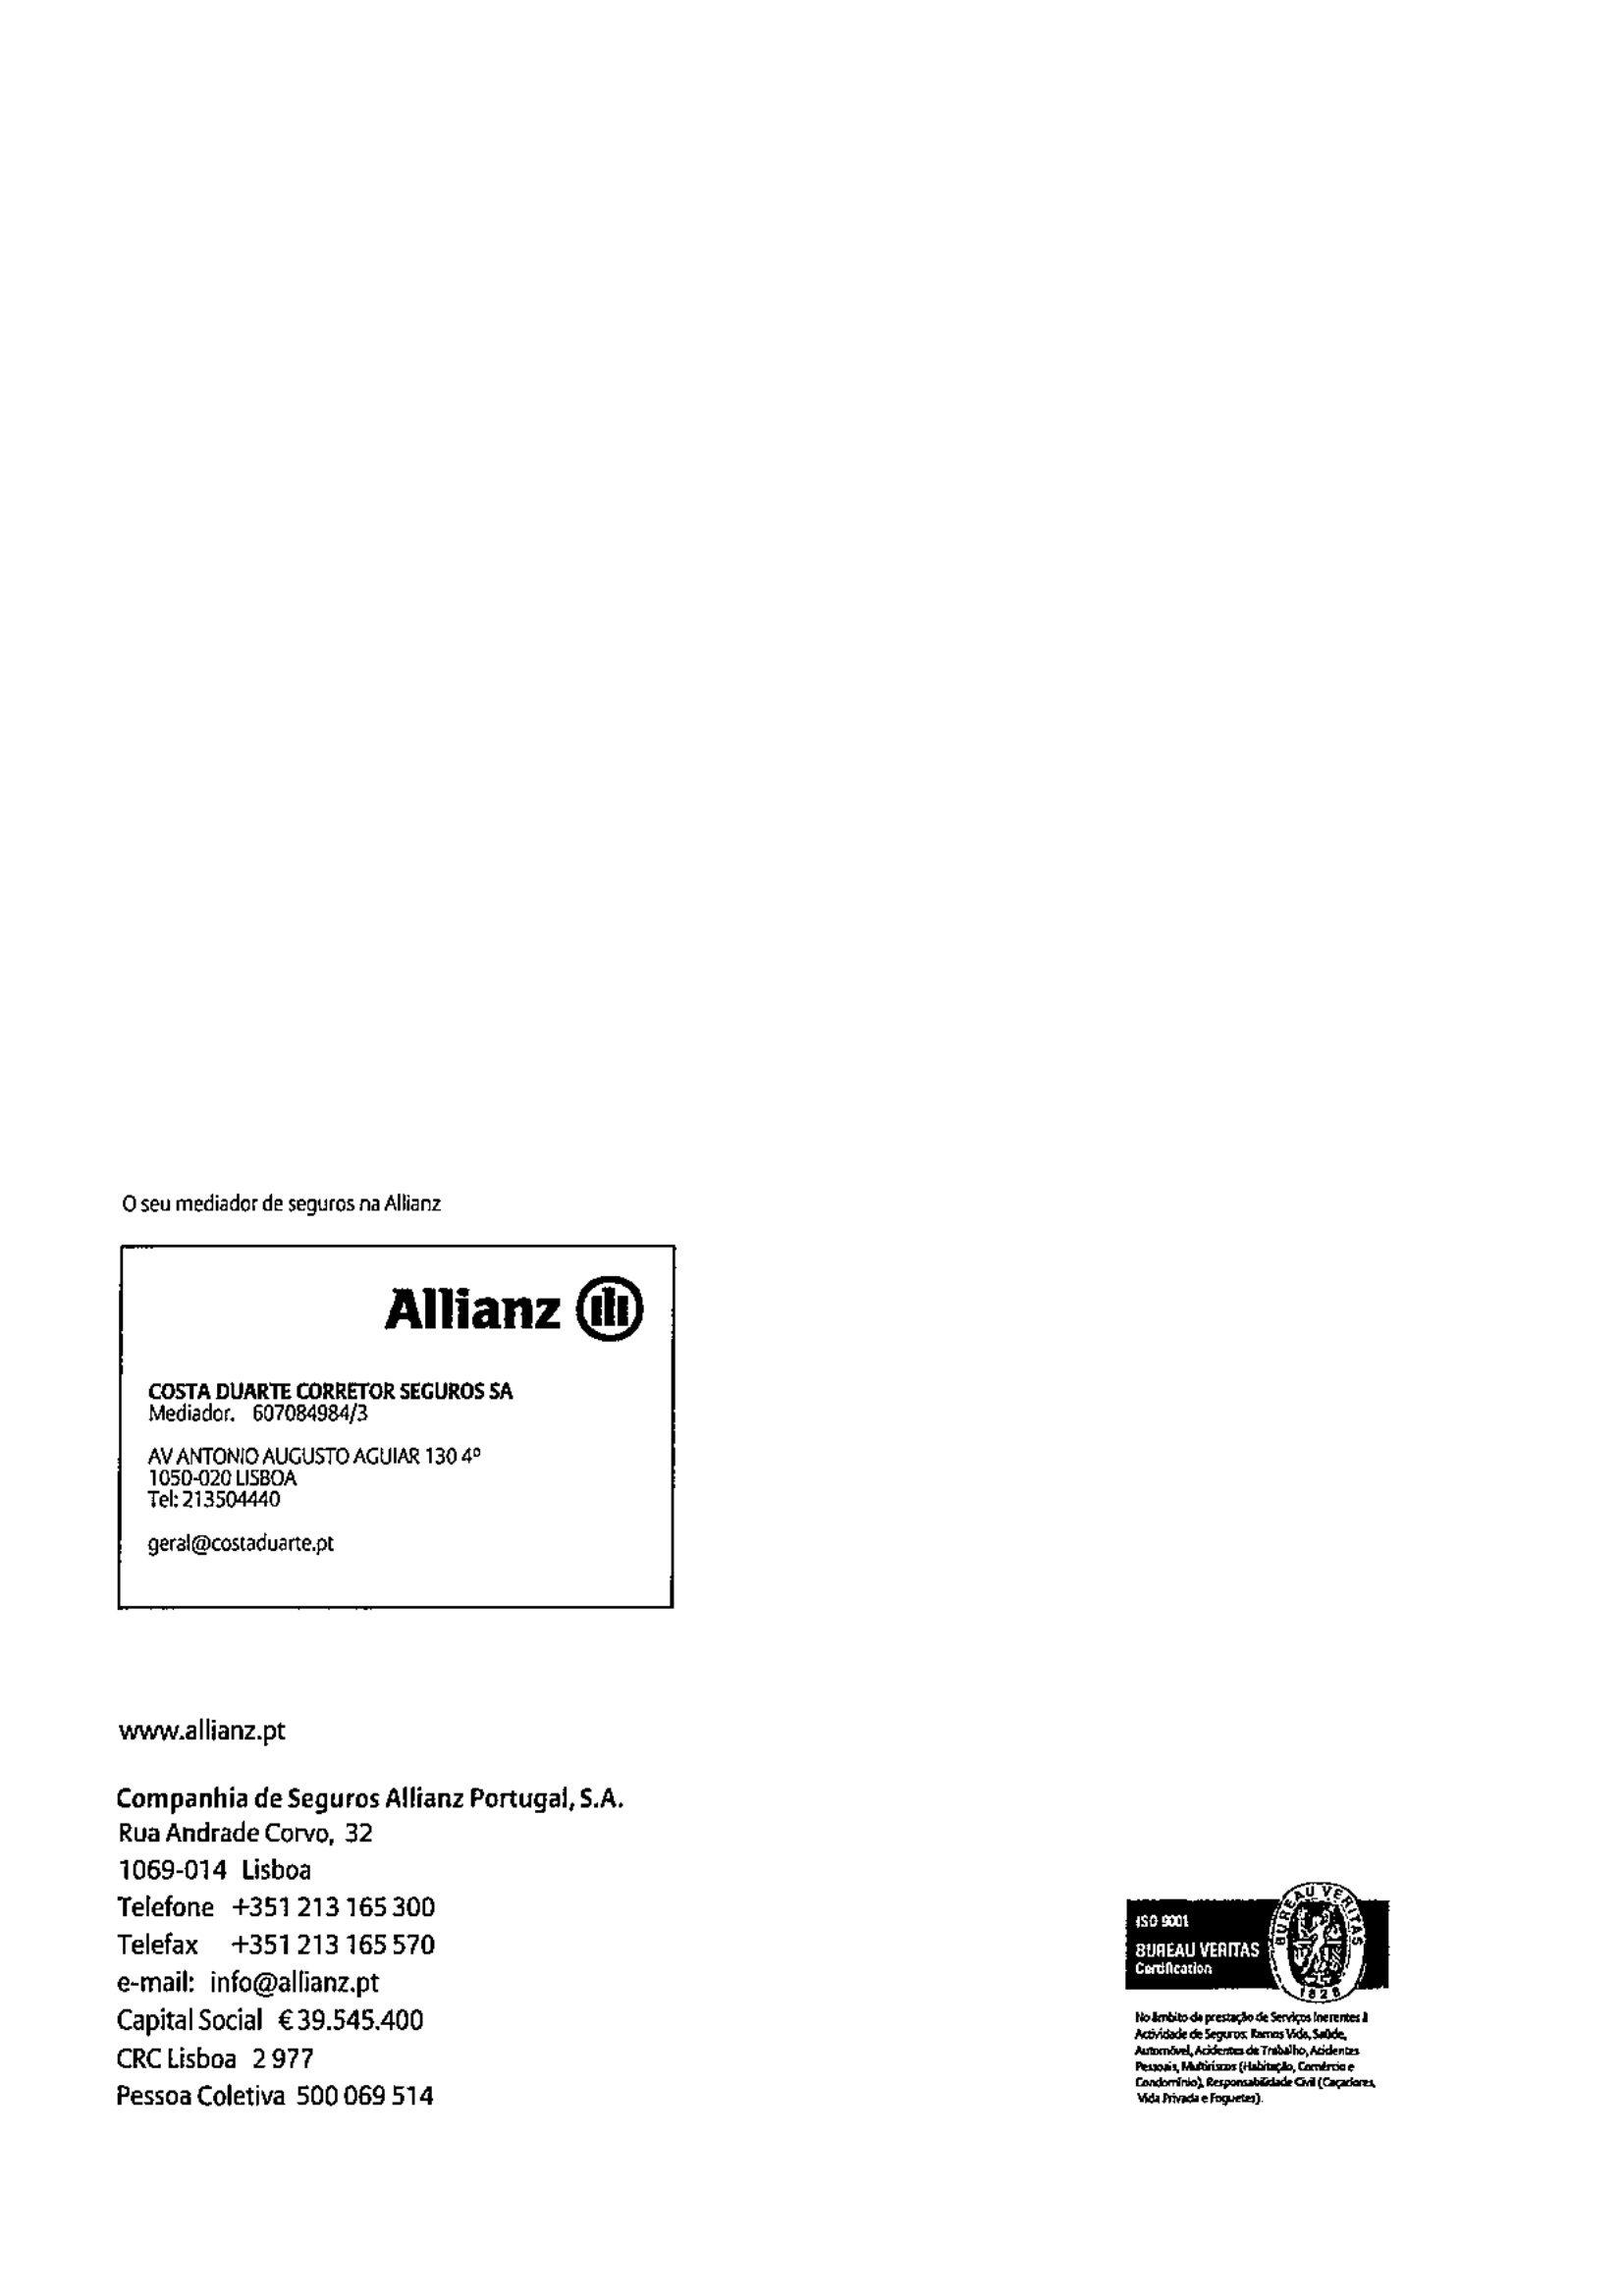 O seu mediador de seguros na Allianz
Allianz
COSTA DUARTE CORRETOR SEGUROS SA
Mediador. 607084984/3
AV ANTONIO AUGUSTO AGUIAR 130 4º
1050-020 LISBOA
Tel: 213504440
geral@costaduarte.pt
www.allianz.pt
Companhia de Seguros Allianz Portugal, S.A.
Rua Andrade Corvo, 32
1069-014 Lisboa
Telefone +351 213 165 300
Telefax +351 213 165 570
e-mail: info@allianz.pt
Capital Social € 39.545.400
CRC Lisboa 2 977
Pessoa Coletiva 500 069 514
ISO 9001
BUREAU VERITAS
Certification
BUREAU VERITAS
1828
No âmbito da prestação de Serviços Inerentes à
Actividade de Seguros: Ramos Vida, Saúde,
Automóvel, Acidentes de Trabalho, Acidentes
Pessoais, Multiriscos (Habitação, Comércio e
Condomínio), Responsabilidade Civil (Caçadores,
Vida Privada e Foguetes).